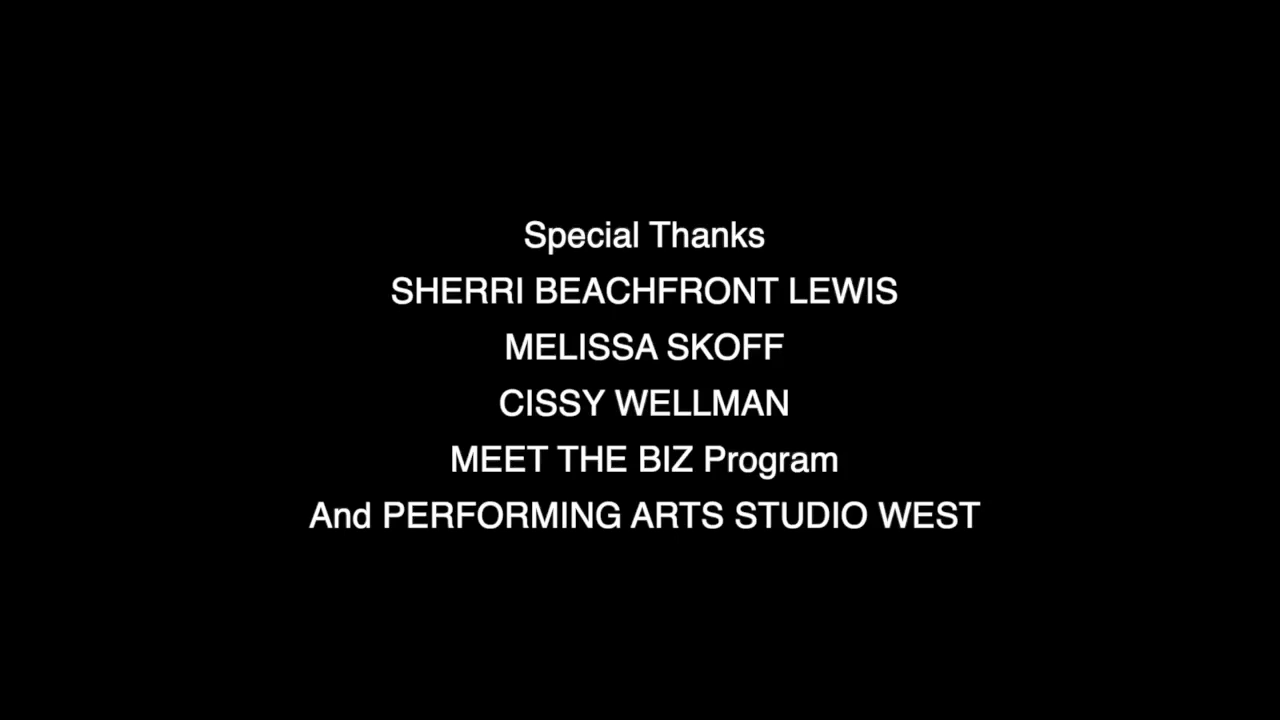 Special Thanks
SHERRI BEACHFRONT LEWIS
MELISSA SKOFF
CISSY WELLMAN
MEET THE BIZ Program
And PERFORMING ARTS STUDIO WEST